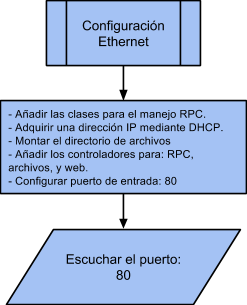 Configuración
Ethernet
- Añadir las clases para el manejo RPC.
- Adquirir una dirección IP mediante DHCP.
- Montar el directorio de archivos
- Añadir los controladores para: RPC,
archivos, y web.
- Configurar puerto de entrada: 80
Escuchar el puerto:
80